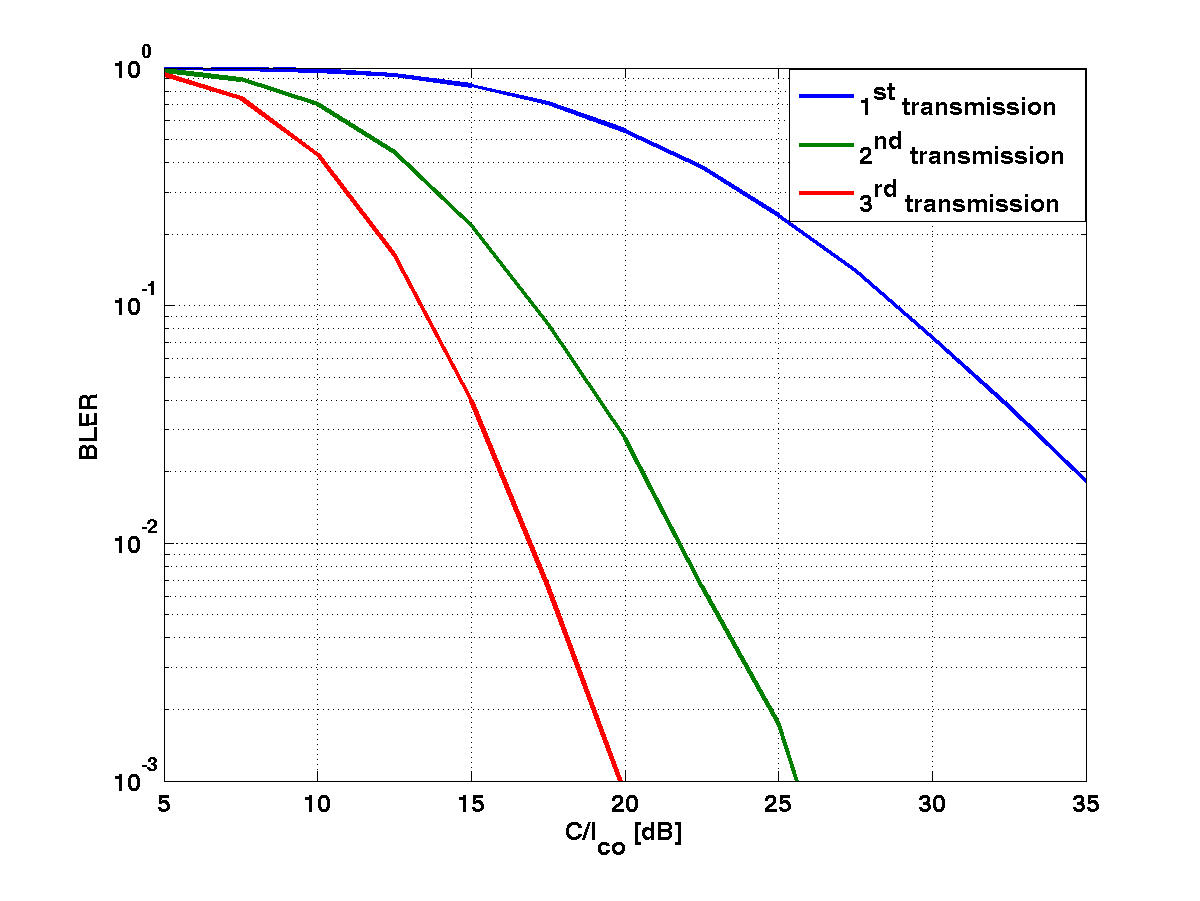 10^0
10^-1
10^-2
10^-3
BLER
1^st transmission
2^nd transmission
3^rd transmission
5 10 15 20 25 30 35
C/I_co [dB]